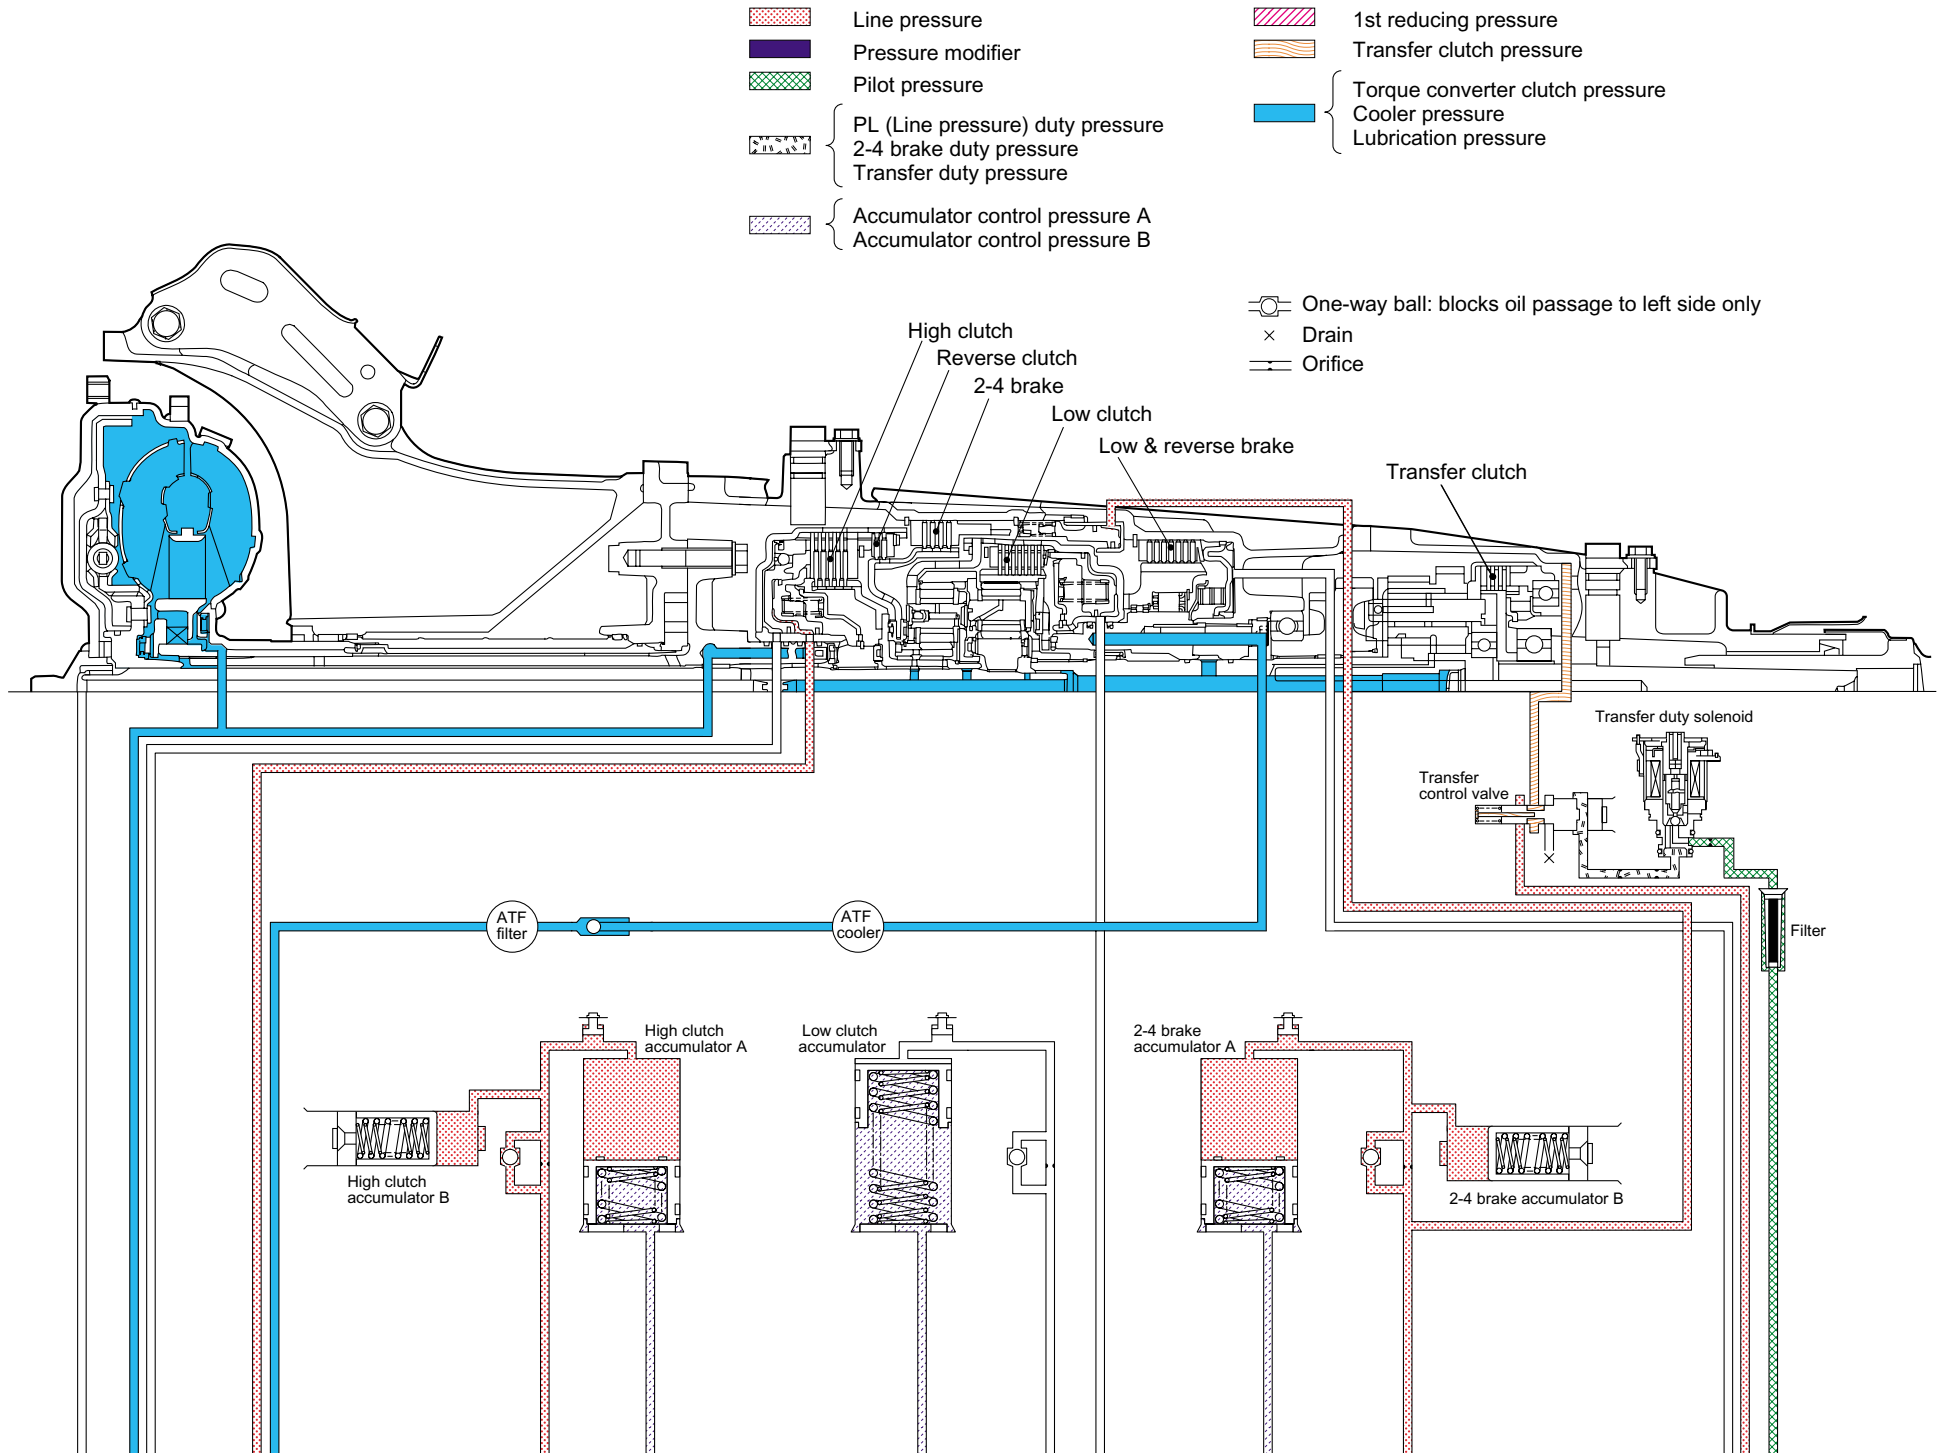 Line pressure
Pressure modifier
Pilot pressure
PL (Line pressure) duty pressure
2-4 brake duty pressure
Transfer duty pressure
Accumulator control pressure A
Accumulator control pressure B
1st reducing pressure
Transfer clutch pressure
Torque converter clutch pressure
Cooler pressure
Lubrication pressure
One-way ball: blocks oil passage to left side only
Drain
Orifice
High clutch
Reverse clutch
2-4 brake
Low clutch
Low & reverse brake
Transfer clutch
Transfer duty solenoid
Transfer
control valve
ATF
filter
ATF
cooler
Filter
High clutch
accumulator A
Low clutch
accumulator
2-4 brake
accumulator A
High clutch
accumulator B
2-4 brake accumulator B